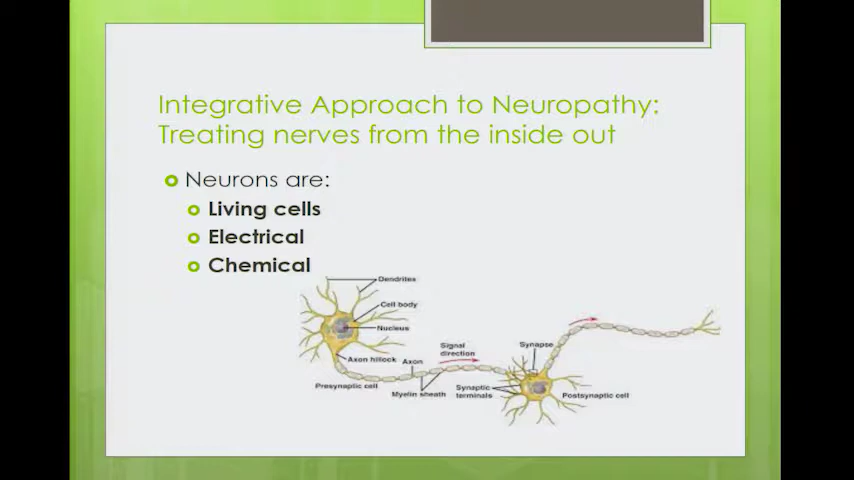 Integrative Approach to Neuropathy:
Treating nerves from the inside out
Neurons are:
Living cells
Electrical
Chemical
Dendrites
Cell body
Nucleus
Axon hillock
Axon
Signal
direction
Synapse
Presynaptic cell
Myelin sheath
Synaptic
terminals
Postsynaptic cell